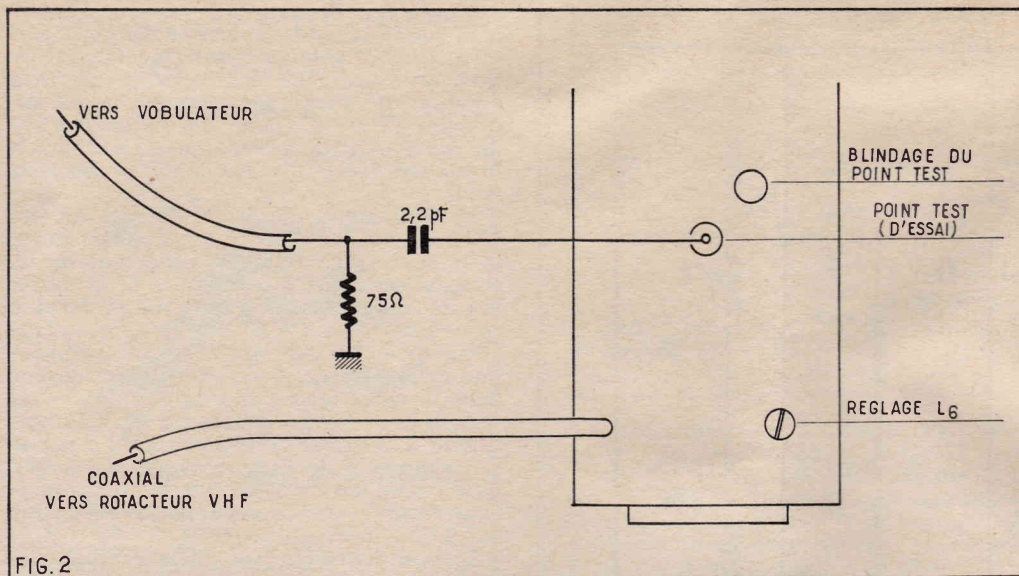 VERS VOBULATEUR
BLINDAGE DU
POINT TEST
2,2 pF
POINT TEST
(D'ESSAI)
75Ω
REGLAGE L6
COAXIAL
VERS ROTACTEUR VHF
FIG. 2